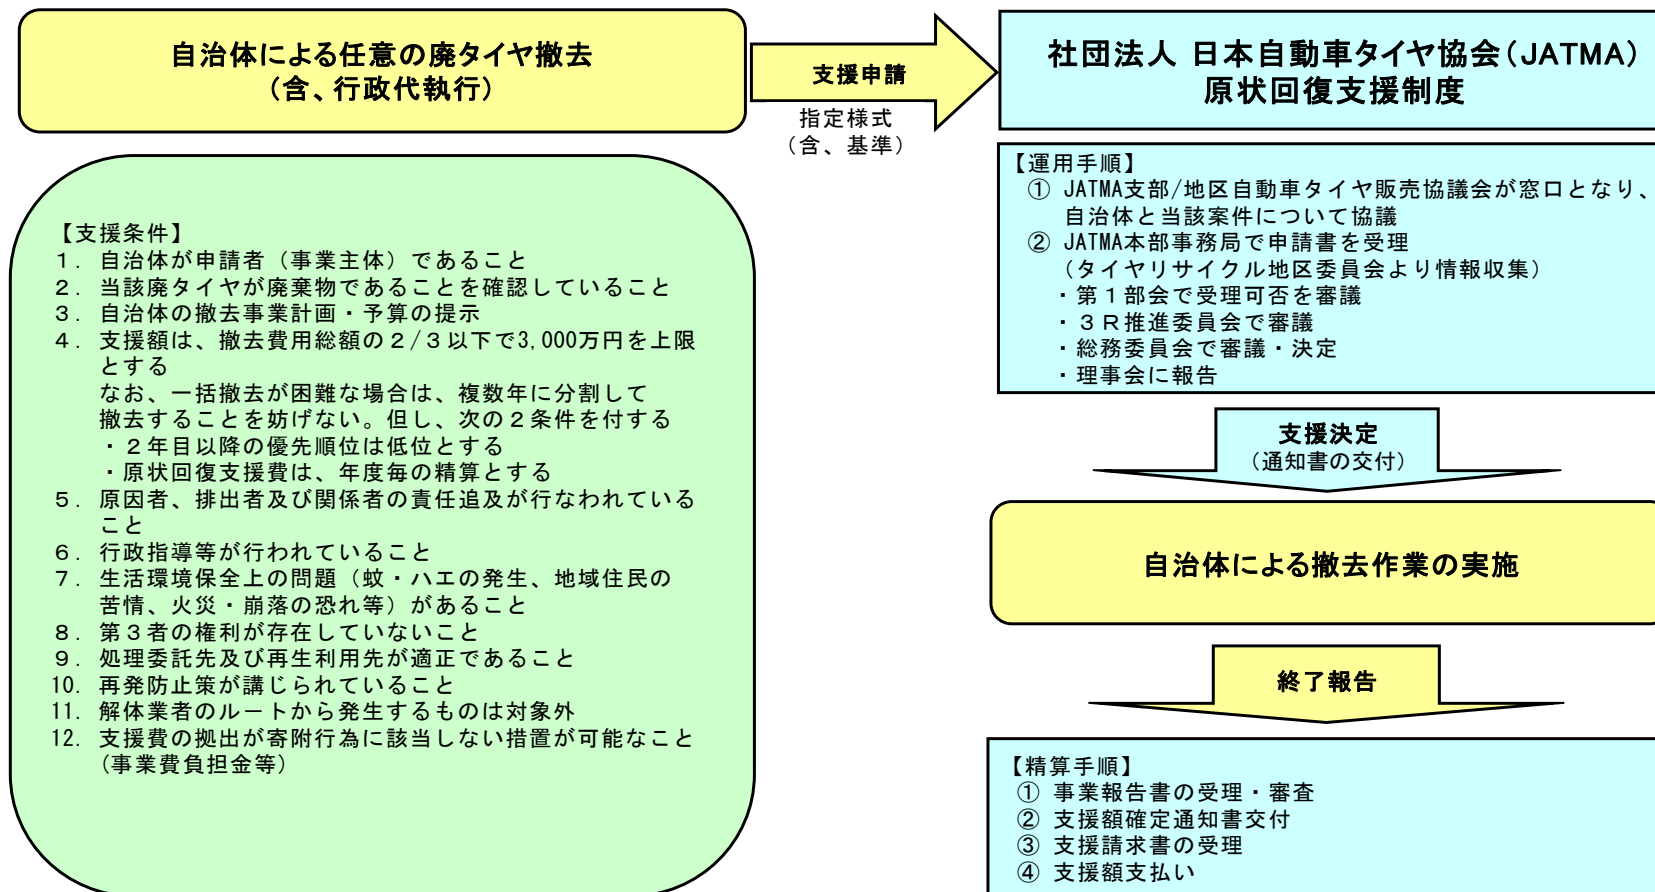 自治体による任意の廃タイヤ撤去
（含、行政代執行）
支援申請
指定様式
（含、基準）
社団法人 日本自動車タイヤ協会（JATMA）
原状回復支援制度
【支援条件】
1. 自治体が申請者（事業主体）であること
2. 当該廃タイヤが廃棄物であることを確認していること
3. 自治体の撤去事業計画・予算の提示
4. 支援額は、撤去費用総額の２/３以下で3,000万円を上限
とする
なお、一括撤去が困難な場合は、複数年に分割して
撤去することを妨げない。但し、次の２条件を付する
・２年目以降の優先順位は低位とする
・原状回復支援費は、年度毎の精算とする
5. 原因者、排出者及び関係者の責任追及が行なわれている
こと
6. 行政指導等が行われていること
7. 生活環境保全上の問題（蚊・ハエの発生、地域住民の
苦情、火災・崩落の恐れ等）があること
8. 第３者の権利が存在していないこと
9. 処理委託先及び再生利用先が適正であること
10. 再発防止策が講じられていること
11. 解体業者のルートから発生するものは対象外
12. 支援費の拠出が寄附行為に該当しない措置が可能なこと
(事業費負担金等)
【運用手順】
① JATMA支部/地区自動車タイヤ販売協議会が窓口となり、
自治体と当該案件について協議
② JATMA本部事務局で申請書を受理
（タイヤリサイクル地区委員会より情報収集）
・第１部会で受理可否を審議
・３Ｒ推進委員会で審議
・総務委員会で審議・決定
・理事会に報告
支援決定
（通知書の交付）
自治体による撤去作業の実施
終了報告
【精算手順】
① 事業報告書の受理・審査
② 支援額確定通知書交付
③ 支援請求書の受理
④ 支援額支払い